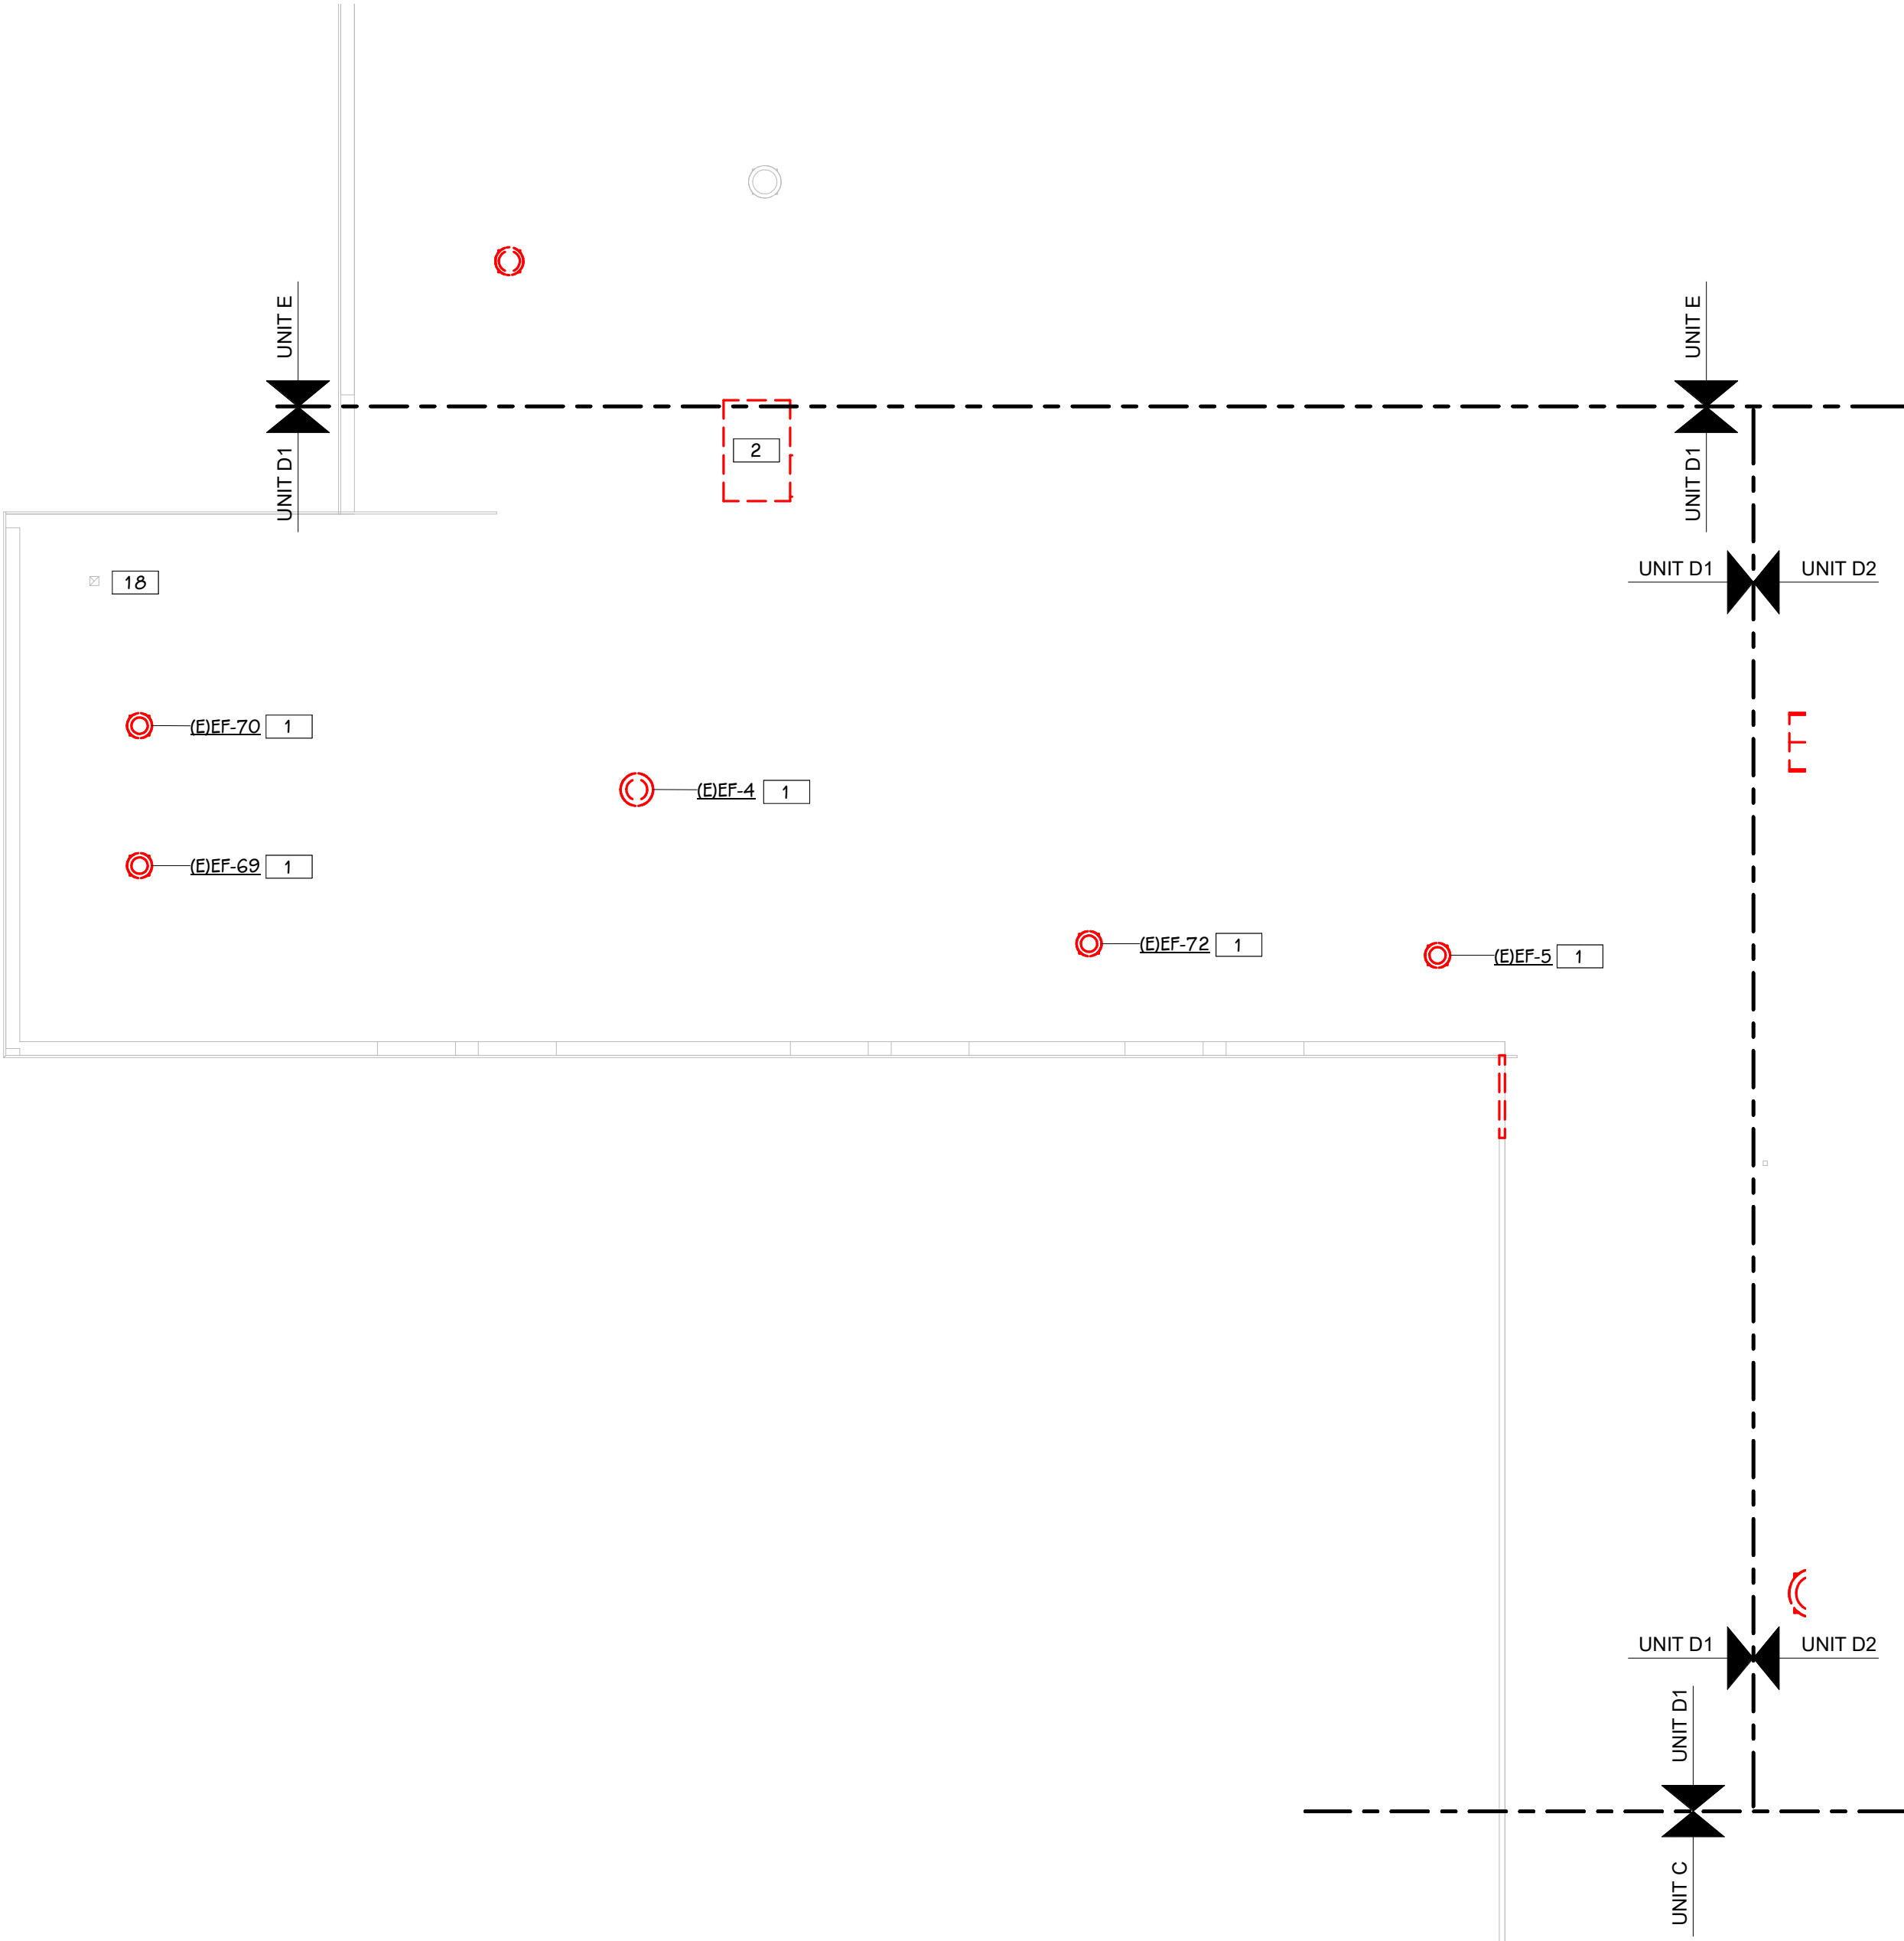 UNIT E
UNIT E
UNIT D1
UNIT D1
2
UNIT D1
UNIT D2
18
(E)EF-70 1
(E)EF-4 1
(E)EF-69 1
(E)EF-72 1
(E)EF-5 1
UNIT D1
UNIT D2
UNIT D1
UNIT C